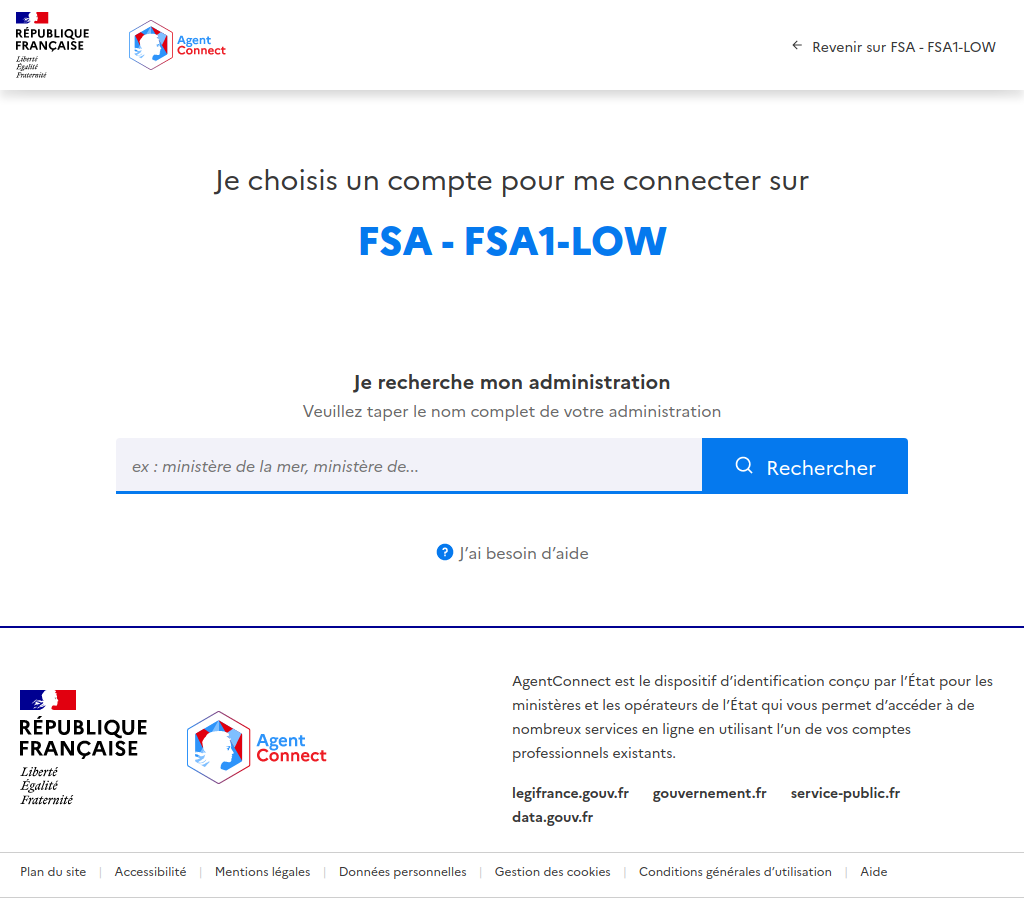 RÉPUBLIQUE
FRANÇAISE
Liberté
Égalité
Fraternité
Agent
Connect
Revenir sur FSA - FSA1-LOW
Je choisis un compte pour me connecter sur
FSA - FSA1-LOW
Je recherche mon administration
Veuillez taper le nom complet de votre administration
ex : ministère de la mer, ministère de...
Rechercher
? J’ai besoin d’aide
RÉPUBLIQUE
FRANÇAISE
Liberté
Égalité
Fraternité
Agent
Connect
AgentConnect est le dispositif d’identification conçu par l’État pour les
ministères et les opérateurs de l’État qui vous permet d’accéder à de
nombreux services en ligne en utilisant l’un de vos comptes
professionnels existants.
legifrance.gouv.fr gouvernement.fr service-public.fr
data.gouv.fr
Plan du site | Accessibilité | Mentions légales | Données personnelles | Gestion des cookies | Conditions générales d’utilisation | Aide